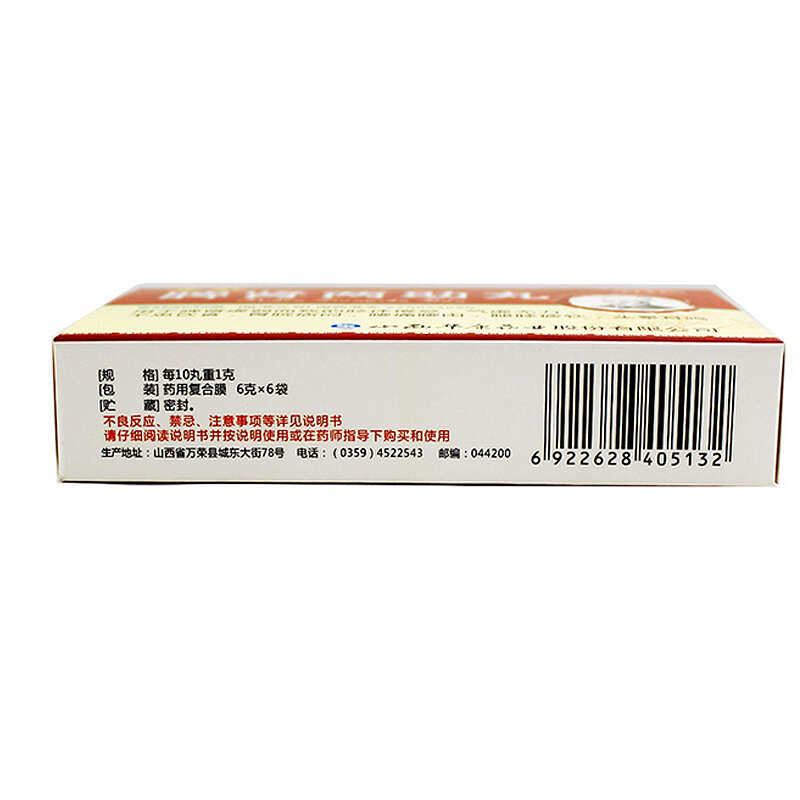 [规 格] 每10丸重1克
[包 装] 药用复合膜 6克×6袋
[贮 藏] 密封。
不良反应、禁忌、注意事项等详见说明书
请仔细阅读说明书并按说明使用或在药师指导下购买和使用
生产地址：山西省万荣县城东大街78号 电话：(0359) 4522543 邮编：044200
6 922628 405132